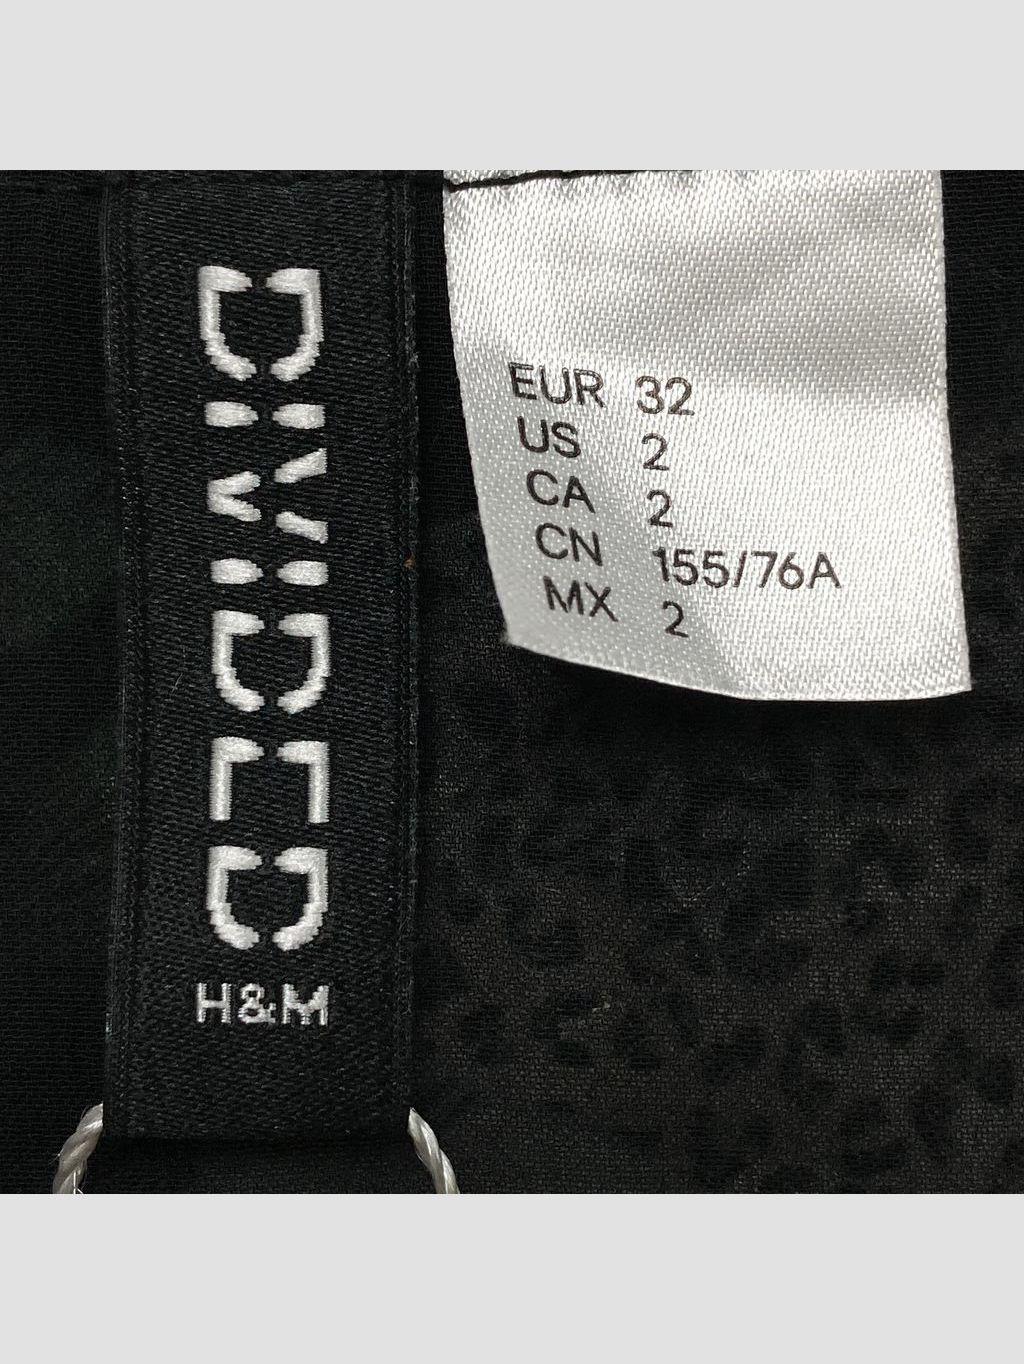 DIVIDED
H&M
EUR 32
US 2
CA 2
CN 155/76A
MX 2